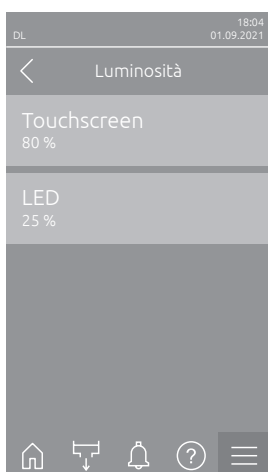 18:04
DL 01.09.2021
Luminosità
Touchscreen
80 %
LED
25 %
?